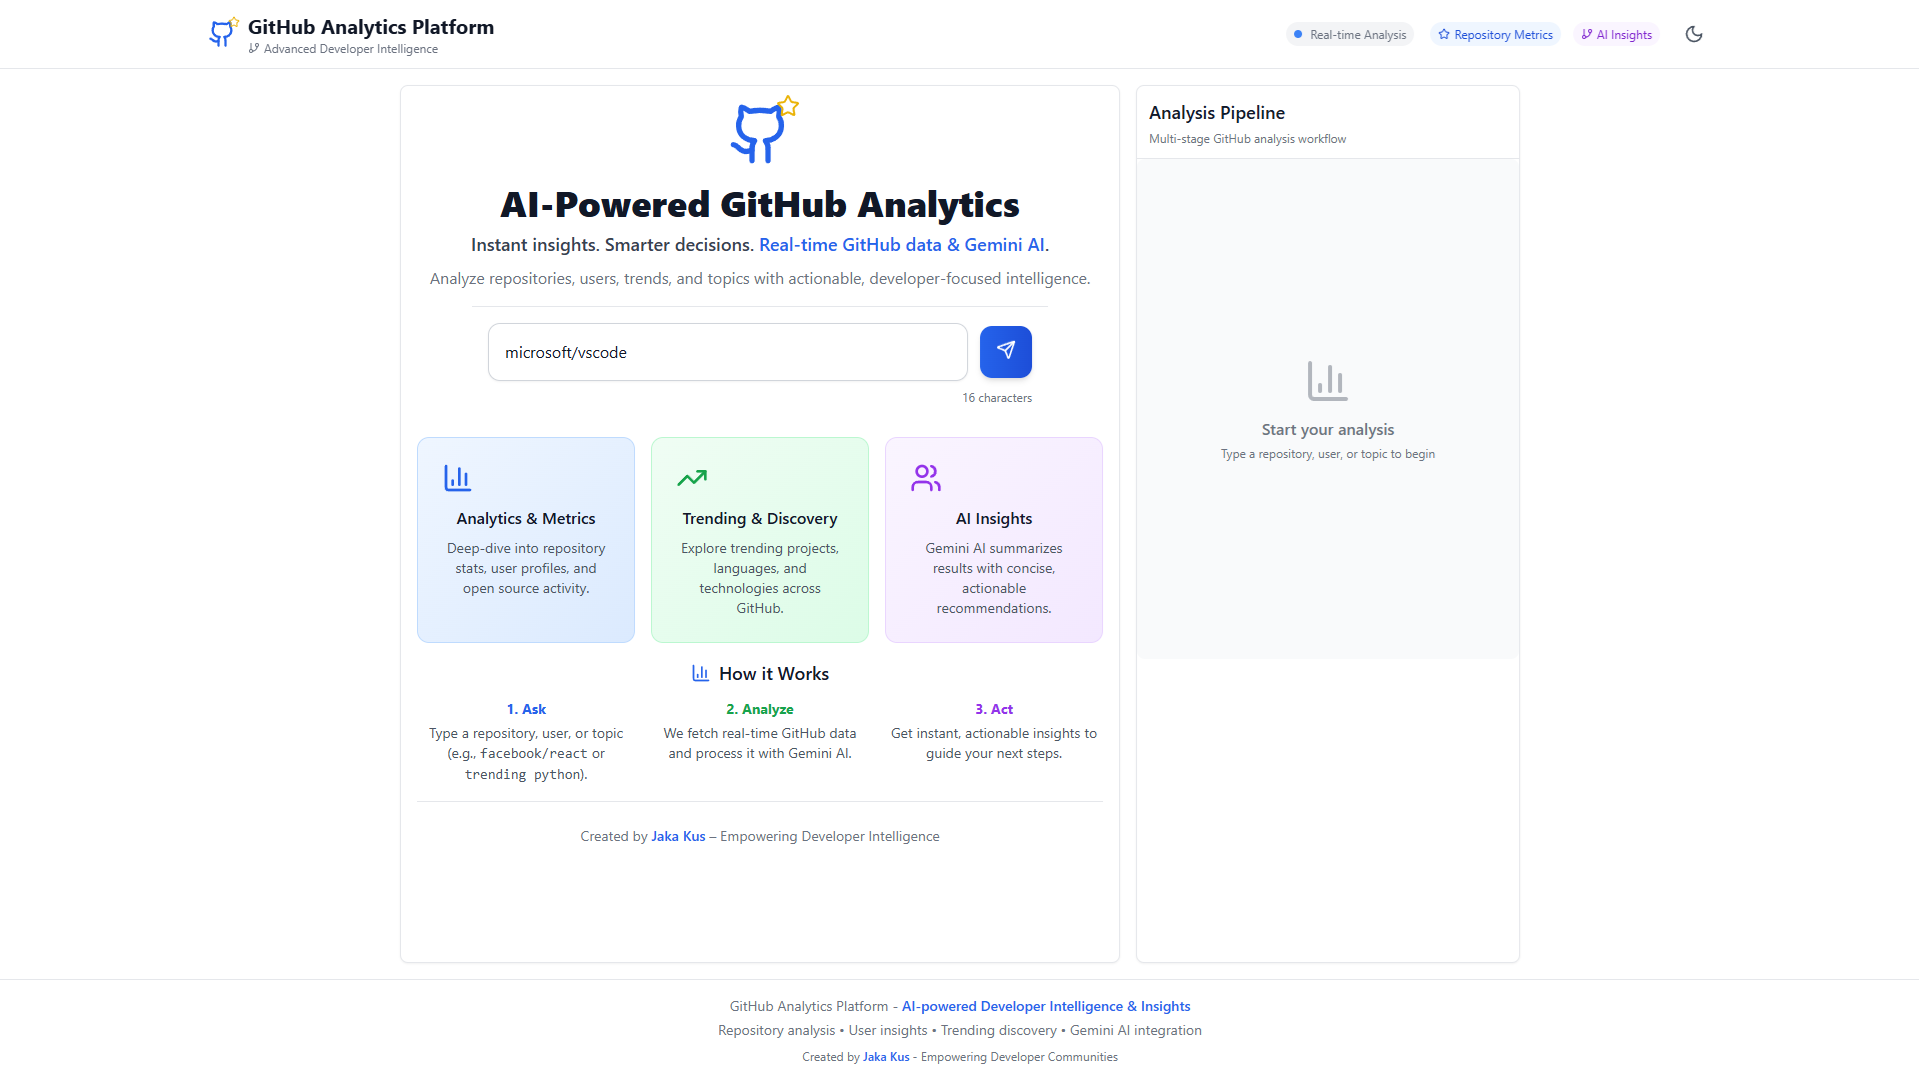 GitHub Analytics Platform
Advanced Developer Intelligence
Real-time Analysis
Repository Metrics
AI Insights
AI-Powered GitHub Analytics
Instant insights. Smarter decisions. Real-time GitHub data & Gemini AI.
Analyze repositories, users, trends, and topics with actionable, developer-focused intelligence.
microsoft/vscode
16 characters
Analytics & Metrics
Deep-dive into repository
stats, user profiles, and
open source activity.
Trending & Discovery
Explore trending projects,
languages, and
technologies across
GitHub.
AI Insights
Gemini AI summarizes
results with concise,
actionable
recommendations.
How it Works
1. Ask
Type a repository, user, or topic
(e.g., facebook/react or
trending python).
2. Analyze
We fetch real-time GitHub data
and process it with Gemini AI.
3. Act
Get instant, actionable insights to
guide your next steps.
Created by Jaka Kus – Empowering Developer Intelligence
Analysis Pipeline
Multi-stage GitHub analysis workflow
Start your analysis
Type a repository, user, or topic to begin
GitHub Analytics Platform - AI-powered Developer Intelligence & Insights
Repository analysis • User insights • Trending discovery • Gemini AI integration
Created by Jaka Kus - Empowering Developer Communities